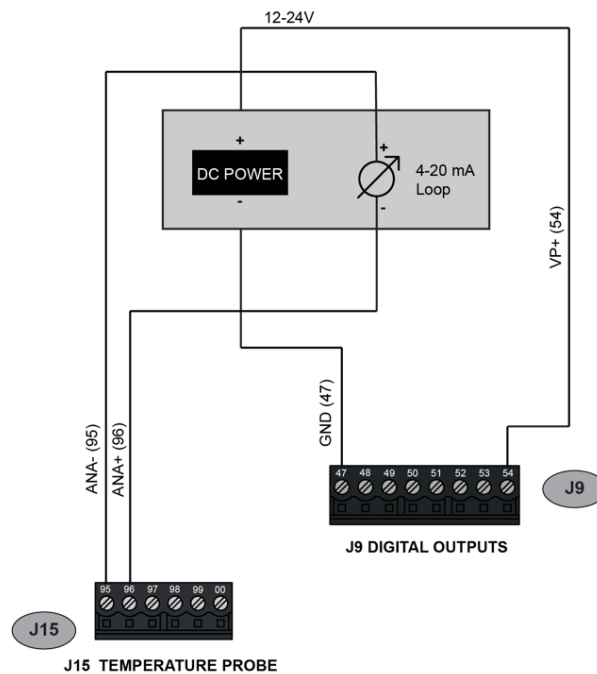 12-24V
+
DC POWER
-
+
4-20 mA
Loop
-
VP+ (54)
ANA- (95)
ANA+ (96)
GND (47)
47 48 49 50 51 52 53 54
J9
J9 DIGITAL OUTPUTS
95 96 97 98 99 00
J15
J15 TEMPERATURE PROBE